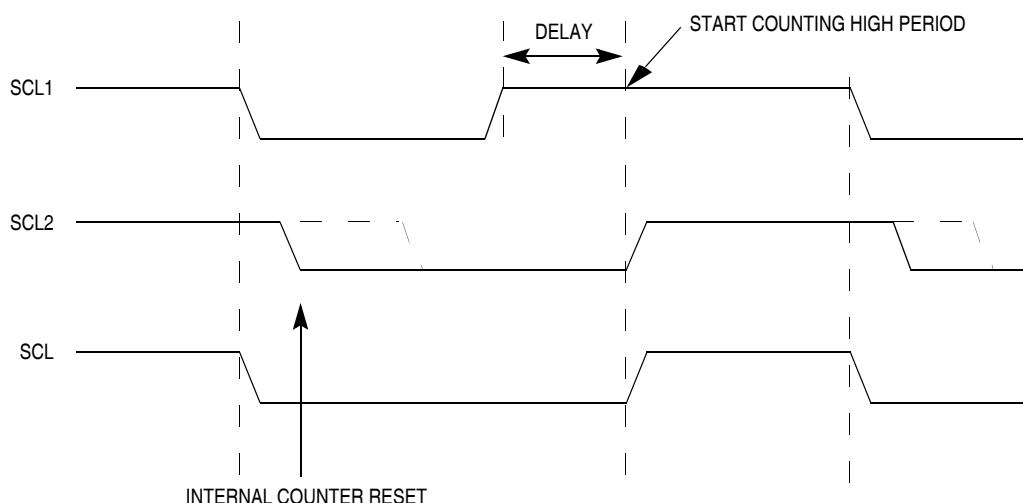 START COUNTING HIGH PERIOD
DELAY
SCL1
SCL2
SCL
INTERNAL COUNTER RESET